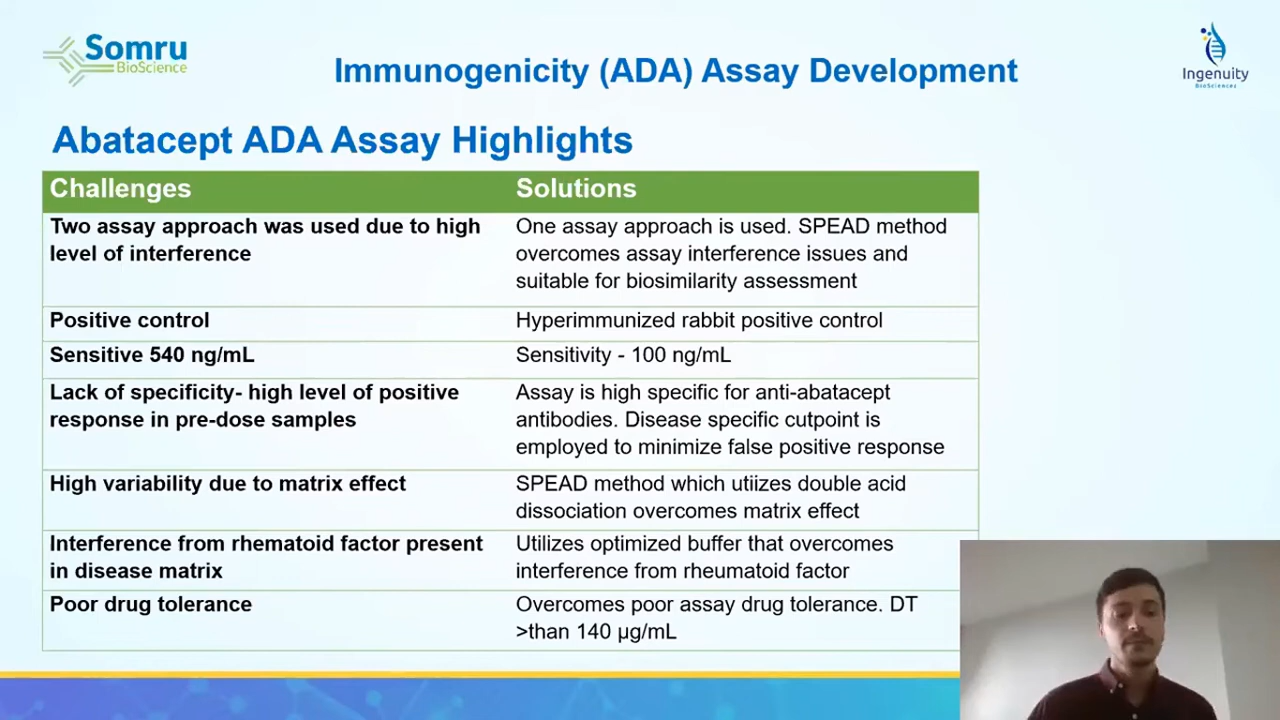 Somru
BioScience
Immunogenicity (ADA) Assay Development
Ingenuity
BioSciences
Abatacept ADA Assay Highlights
Challenges
Solutions
Two assay approach was used due to high
level of interference
One assay approach is used. SPEAD method
overcomes assay interference issues and
suitable for biosimilarity assessment
Positive control
Hyperimmunized rabbit positive control
Sensitive 540 ng/mL
Sensitivity - 100 ng/mL
Lack of specificity- high level of positive
response in pre-dose samples
Assay is high specific for anti-abatacept
antibodies. Disease specific cutpoint is
employed to minimize false positive response
High variability due to matrix effect
SPEAD method which utiizes double acid
dissociation overcomes matrix effect
Interference from rhematoid factor present
in disease matrix
Utilizes optimized buffer that overcomes
interference from rheumatoid factor
Poor drug tolerance
Overcomes poor assay drug tolerance. DT
>than 140 µg/mL